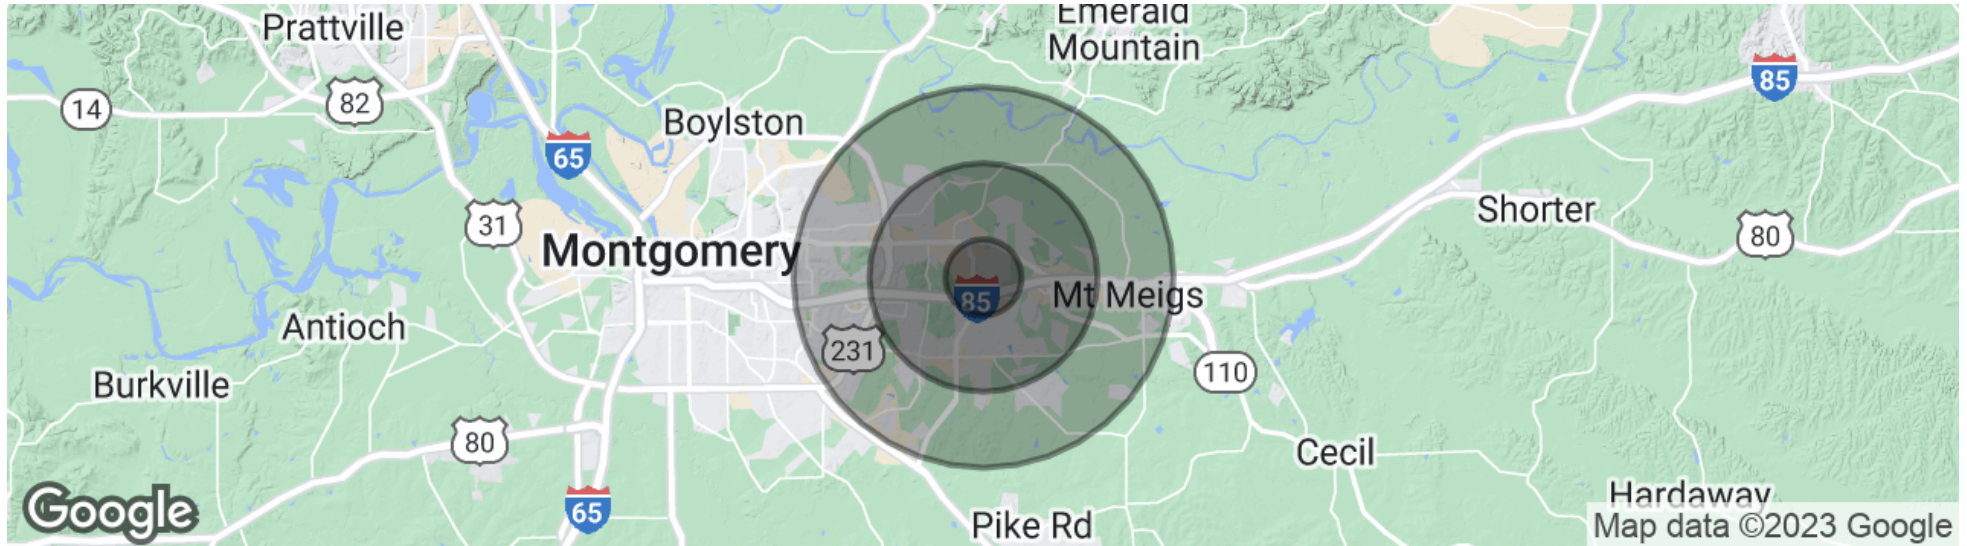 Emerald
Mountain
Prattville
85
14
82
Boylston
65
31
Shorter
80
Montgomery
85
Mt Meigs
Antioch
231
110
Burkville
80
Cecil
65
Hardaway
Google
Pike Rd
Map data ©2023 Google